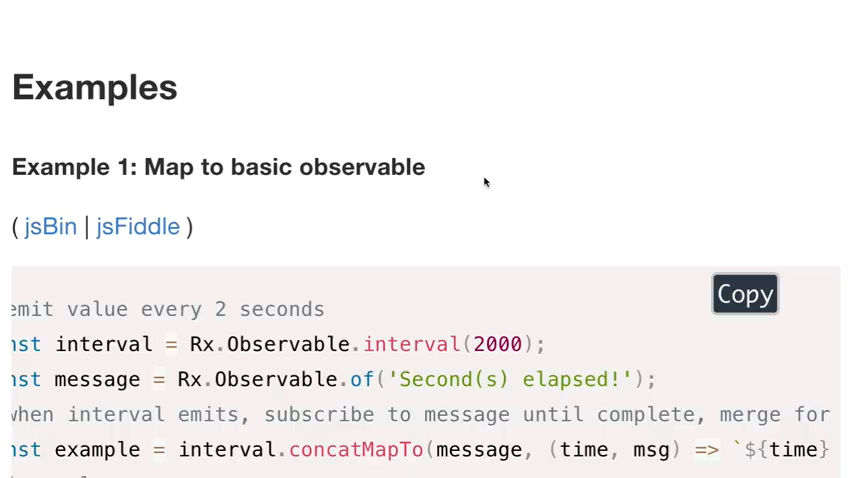 Examples
Example 1: Map to basic observable
( jsBin | jsFiddle )
Copy
emit value every 2 seconds
nst interval = Rx.Observable.interval(2000);
nst message = Rx.Observable.of('Second(s) elapsed!');
when interval emits, subscribe to message until complete, merge for
nst example = interval.concatMapTo(message, (time, msg) => `${time}